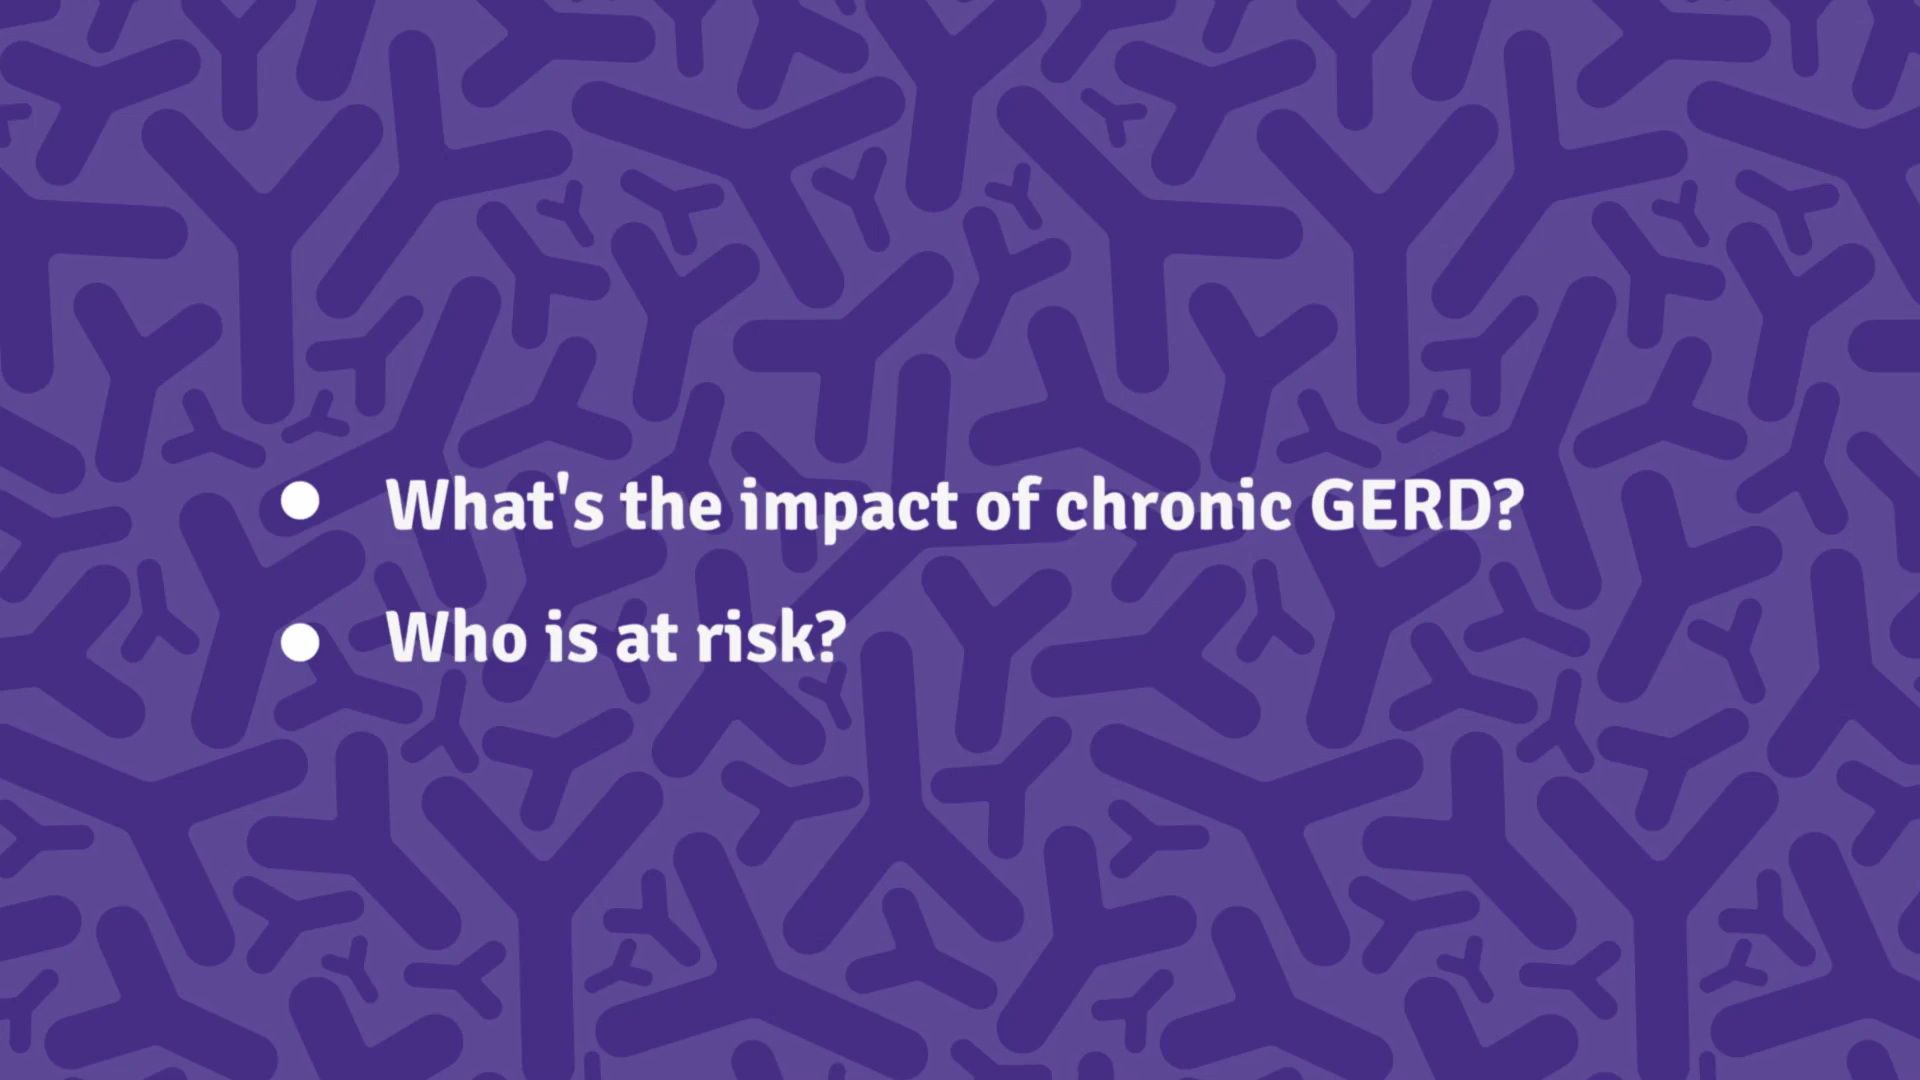 What's the impact of chronic GERD?
Who is at risk?